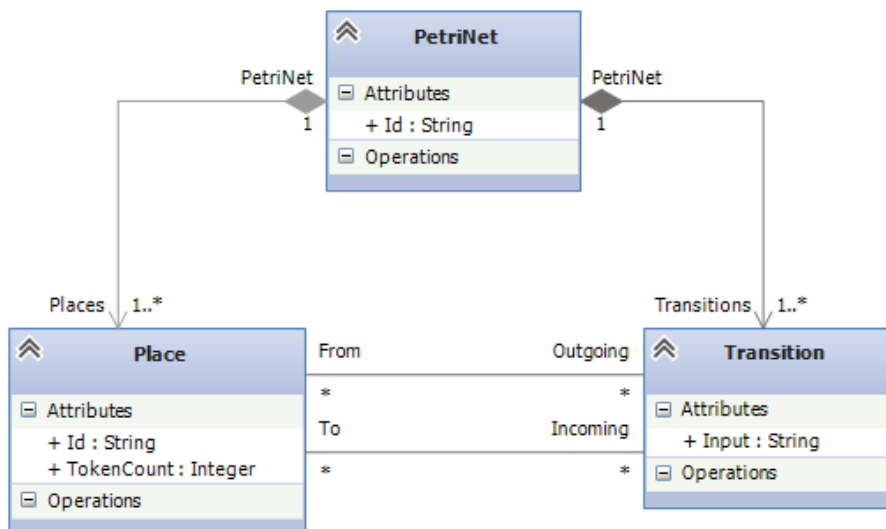 PetriNet
PetriNet
PetriNet
Attributes
1
+ Id : String
1
Operations
Places
1..*
Transitions
1..*
Place
From
Outgoing
Transition
Attributes
*
*
Attributes
+ Id : String
To
Incoming
+ Input : String
+ TokenCount : Integer
*
*
Operations
Operations